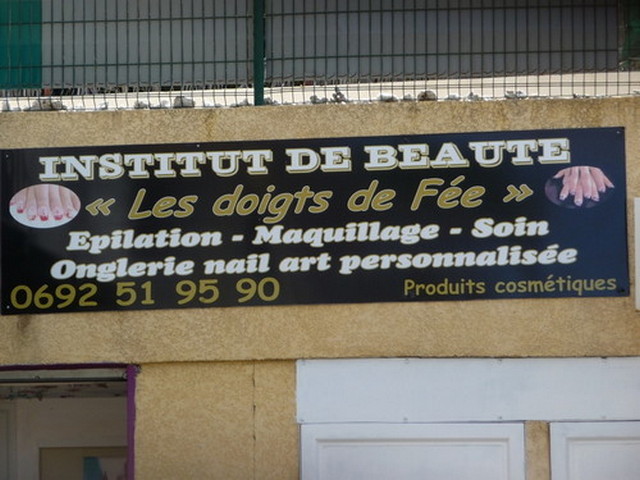 INSTITUT DE BEAUTE
« Les doigts de Fée »
Epilation - Maquillage - Soin
Onglerie nail art personnalisée
0692 51 95 90 Produits cosmétiques